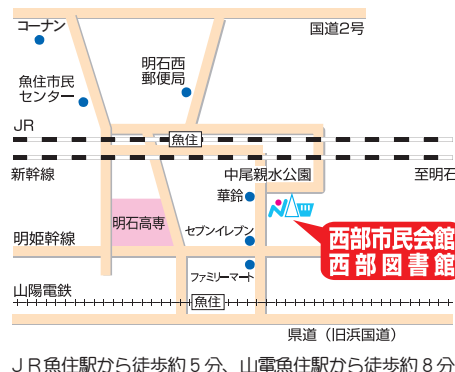 コーナン
国道2号
明石西
郵便局
魚住市民
センター
JR
魚住
新幹線
中尾親水公園
至明石
華鈴
明石高専
セブンイレブン
西部市民会館
西部図書館
明姫幹線
ファミリーマート
山陽電鉄
魚住
県道（旧浜国道）
ＪＲ魚住駅から徒歩約５分、山電魚住駅から徒歩約８分